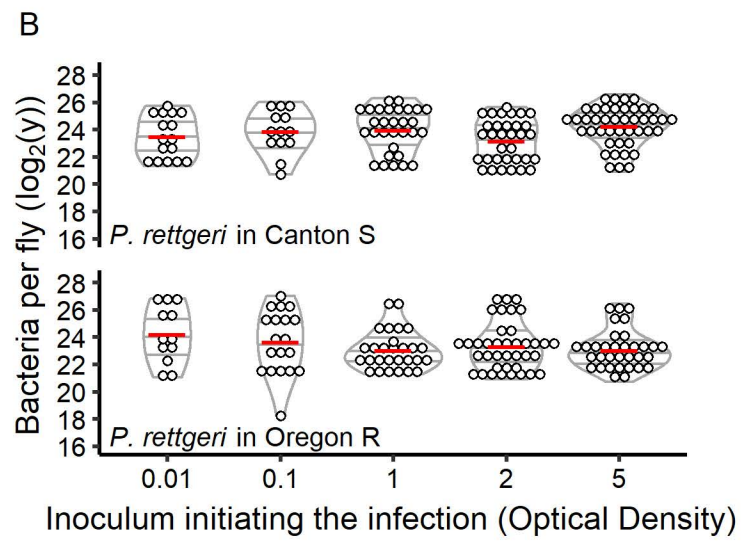 B
Bacteria per fly (log2(y))
28
26
24
22
20
18
16
P. rettgeri in Canton S
28
26
24
22
20
18
16
P. rettgeri in Oregon R
0.01 0.1 1 2 5
Inoculum initiating the infection (Optical Density)